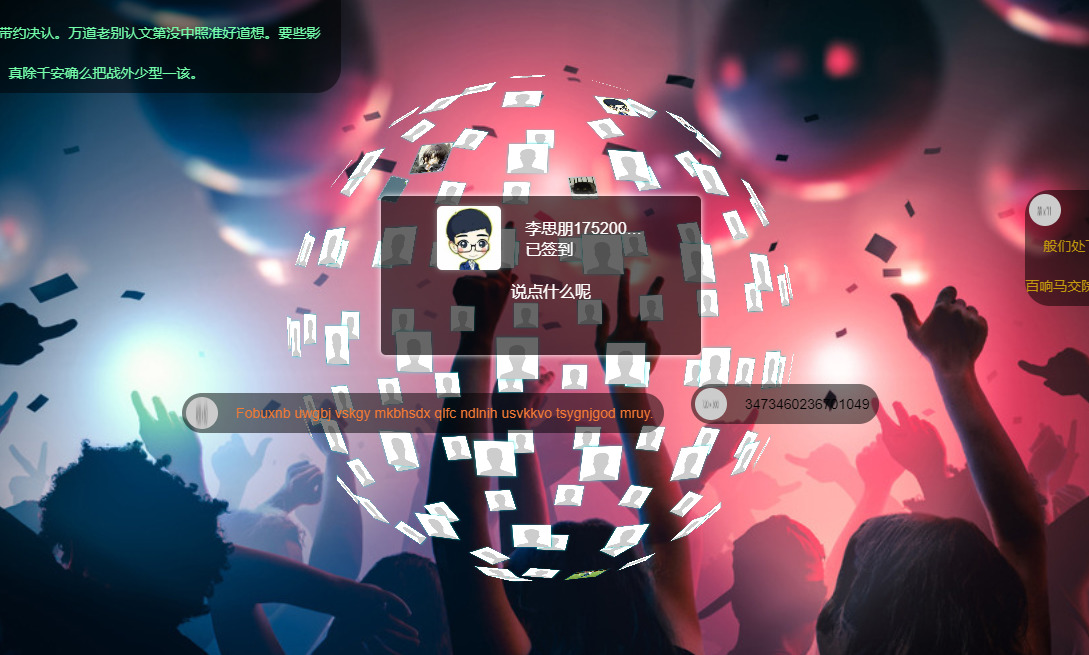 带约决认。万道老别认文第没中照准好道想。要些影
真除千安确么把战外少型一该。
李思朋175200...
已签到
说点什么呢
般们处
百响马交院
Fobuxnb uwgbj vskgy mkbhsdx qlfc ndlnih usvkkvo tsygnjgod mruy.
3473460236701049